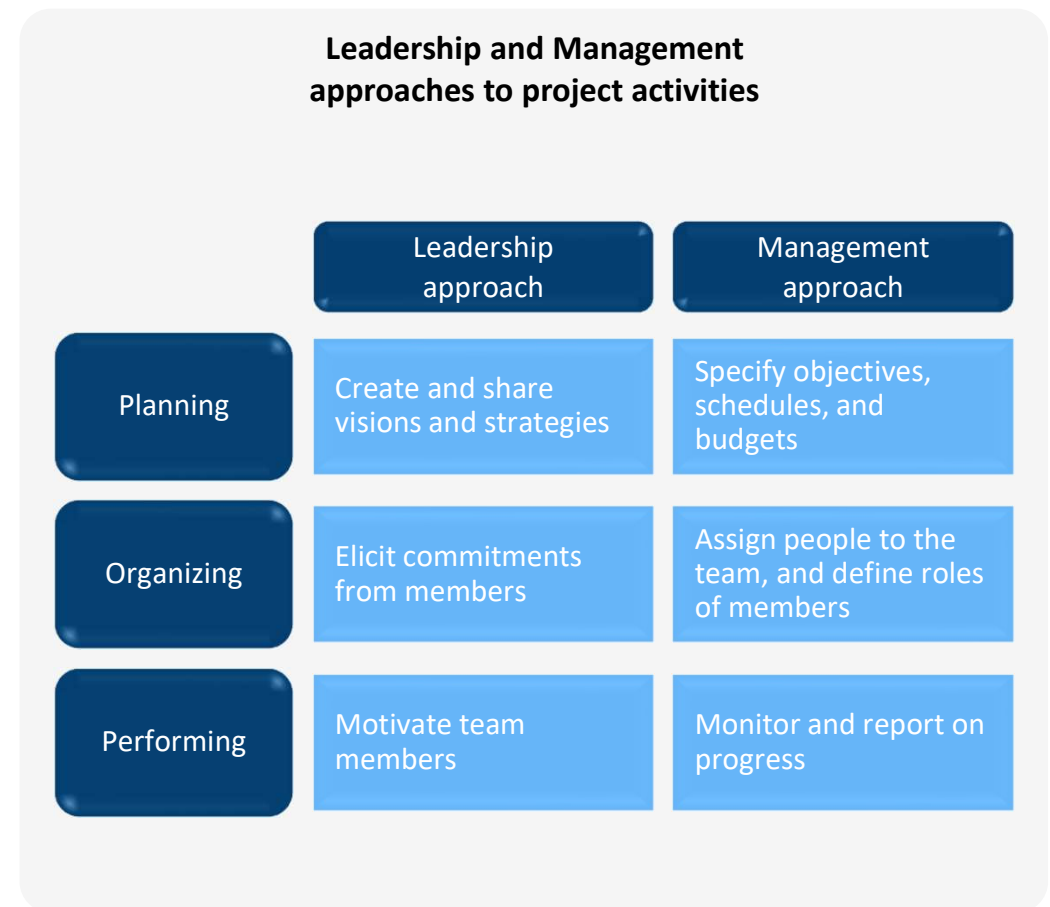 Leadership and Management
approaches to project activities
Leadership
approach
Management
approach
Planning
Create and share
visions and strategies
Specify objectives,
schedules, and
budgets
Organizing
Elicit commitments
from members
Assign people to the
team, and define roles
of members
Performing
Motivate team
members
Monitor and report on
progress